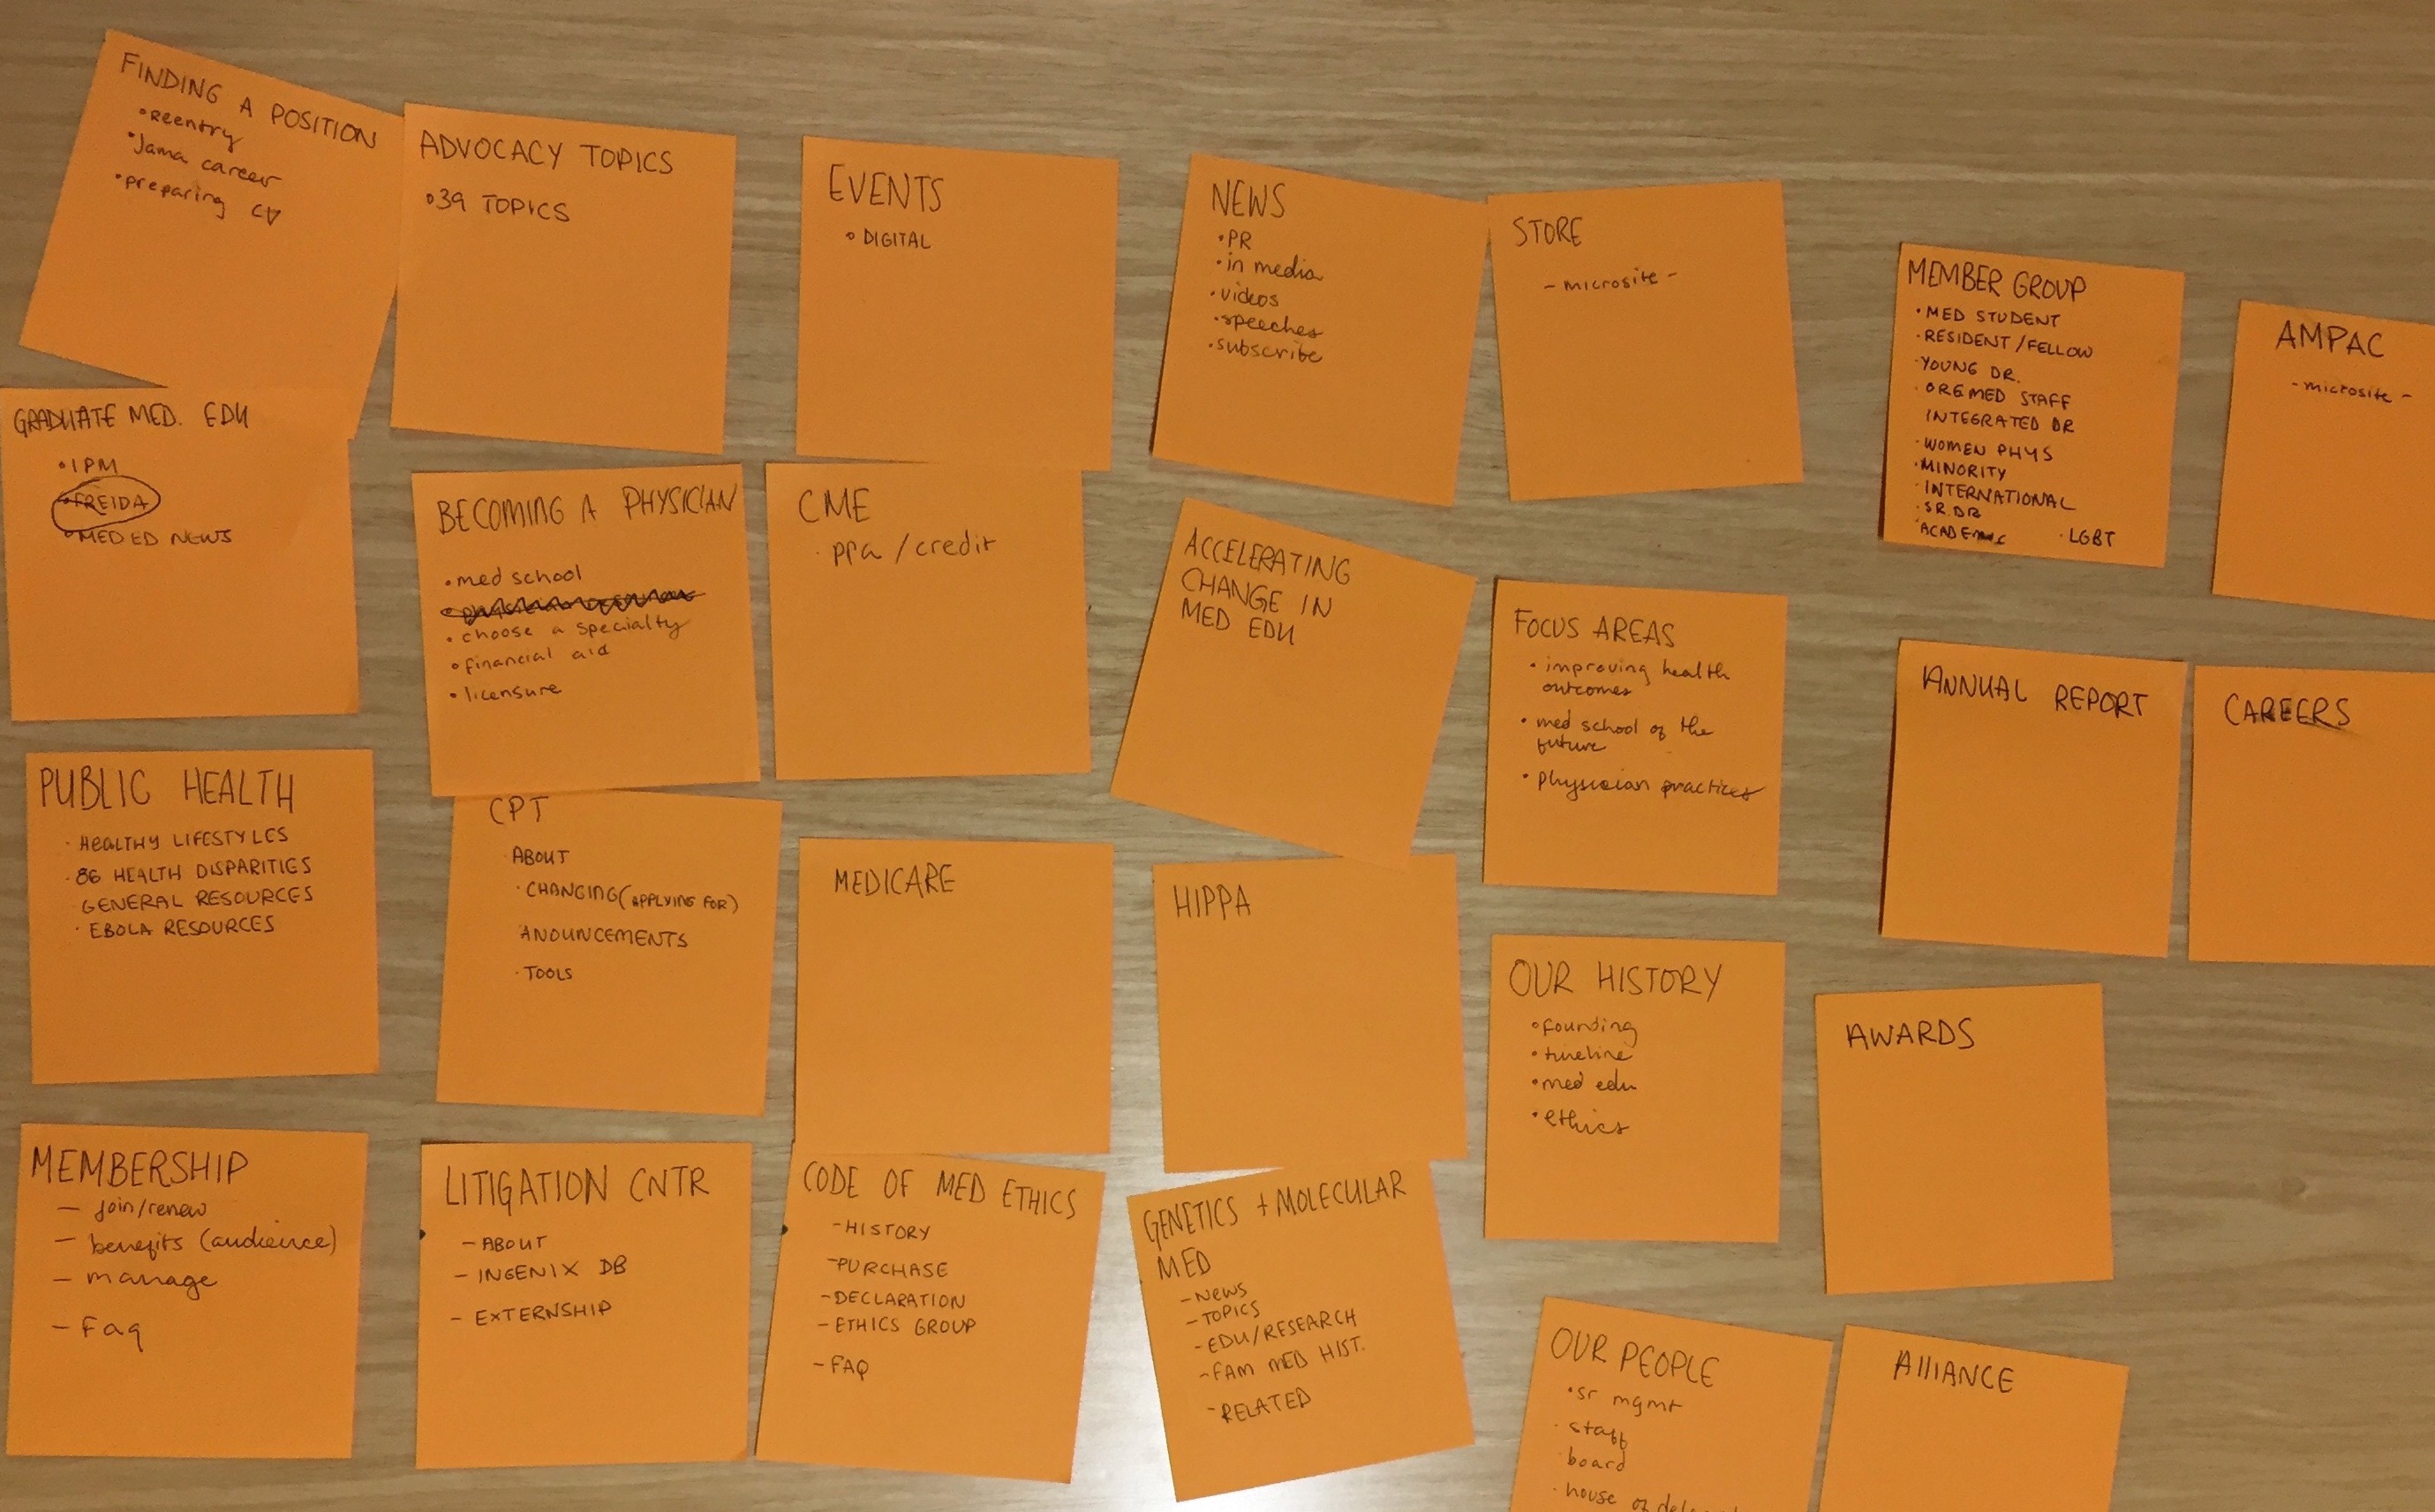 FINDING A POSITION
•Reentry
•Jama career
•preparing CV
ADVOCACY TOPICS
•39 TOPICS
EVENTS
• DIGITAL
NEWS
•PR
•in media
•videos
•speeches
•subscribe
STORE
- microsite -
MEMBER GROUP
•MED STUDENT
•RESIDENT/FELLOW
•YOUNG DR.
•ORG MED STAFF
INTEGRATED DR
•WOMEN PHYS
•MINORITY
•INTERNATIONAL
•SR. DR
•ACADEMIC •LGBT
AMPAC
- microsite -
GRADUATE MED. EDU
•IPM
•FREIDA
•MED ED NEWS
BECOMING A PHYSICIAN
•med school
• choose a specialty
•financial aid
•licensure
CME
• ppa / credit
ACCELERATING
CHANGE IN
MED EDU
FOCUS AREAS
• improving health
outcomes
• med school of the
future
• physician practices
ANNUAL REPORT
CAREERS
PUBLIC HEALTH
• HEALTHY LIFESTYLES
• 86 HEALTH DISPARITIES
GENERAL RESOURCES
• EBOLA RESOURCES
CPT
• ABOUT
• CHANGING (APPLYING FOR)
ANOUNCEMENTS
• TOOLS
MEDICARE
HIPPA
OUR HISTORY
•founding
•timeline
•med edu
•ethics
AWARDS
MEMBERSHIP
— join/renew
— benefits (audience)
— manage
— Faq
LITIGATION CNTR
- ABOUT
- INGENIX DB
- EXTERNSHIP
CODE OF MED ETHICS
-HISTORY
-PURCHASE
-DECLARATION
-ETHICS GROUP
-FAQ
GENETICS + MOLECULAR
MED
-NEWS
-TOPICS
-EDU/RESEARCH
-FAM MED HIST.
-RELATED
OUR PEOPLE
•sr mgmt
• staff
• board
• house of
AllIANCE